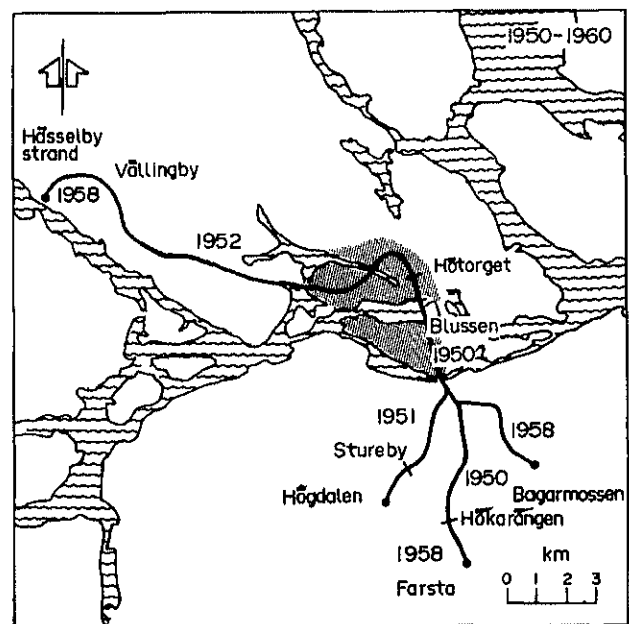 1950-1960
Hässelby
strand
Vällingby
1958
1952
Hötorget
Blussen
1950
1951
1958
Stureby
1950
Högdalen
Bagarmossen
Hökarängen
1958
km
Farsta
0 1 2 3